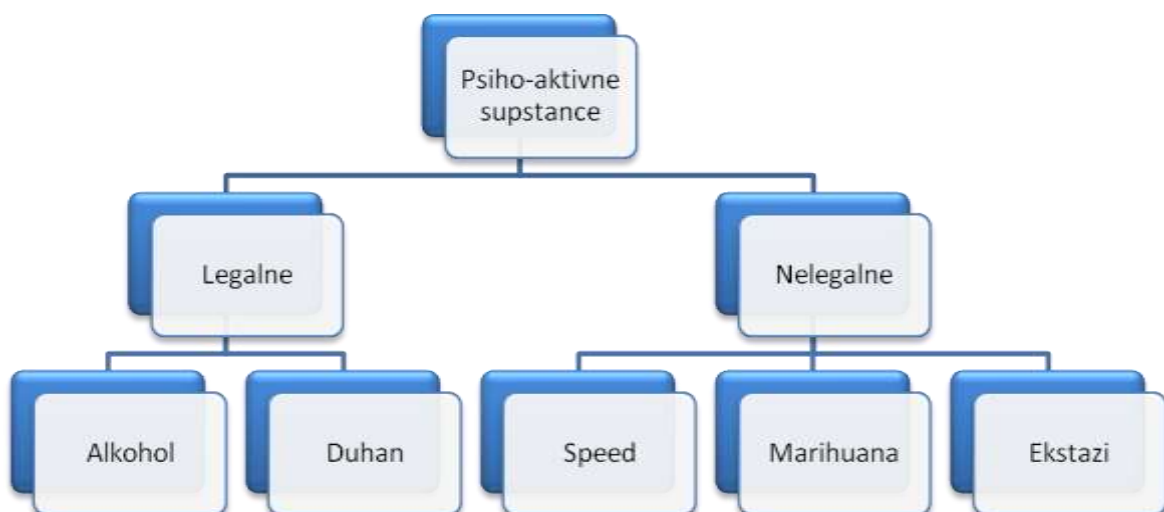 Psiho-aktivne
supstance
Legalne
Nelegalne
Alkohol
Duhan
Speed
Marihuana
Ekstazi